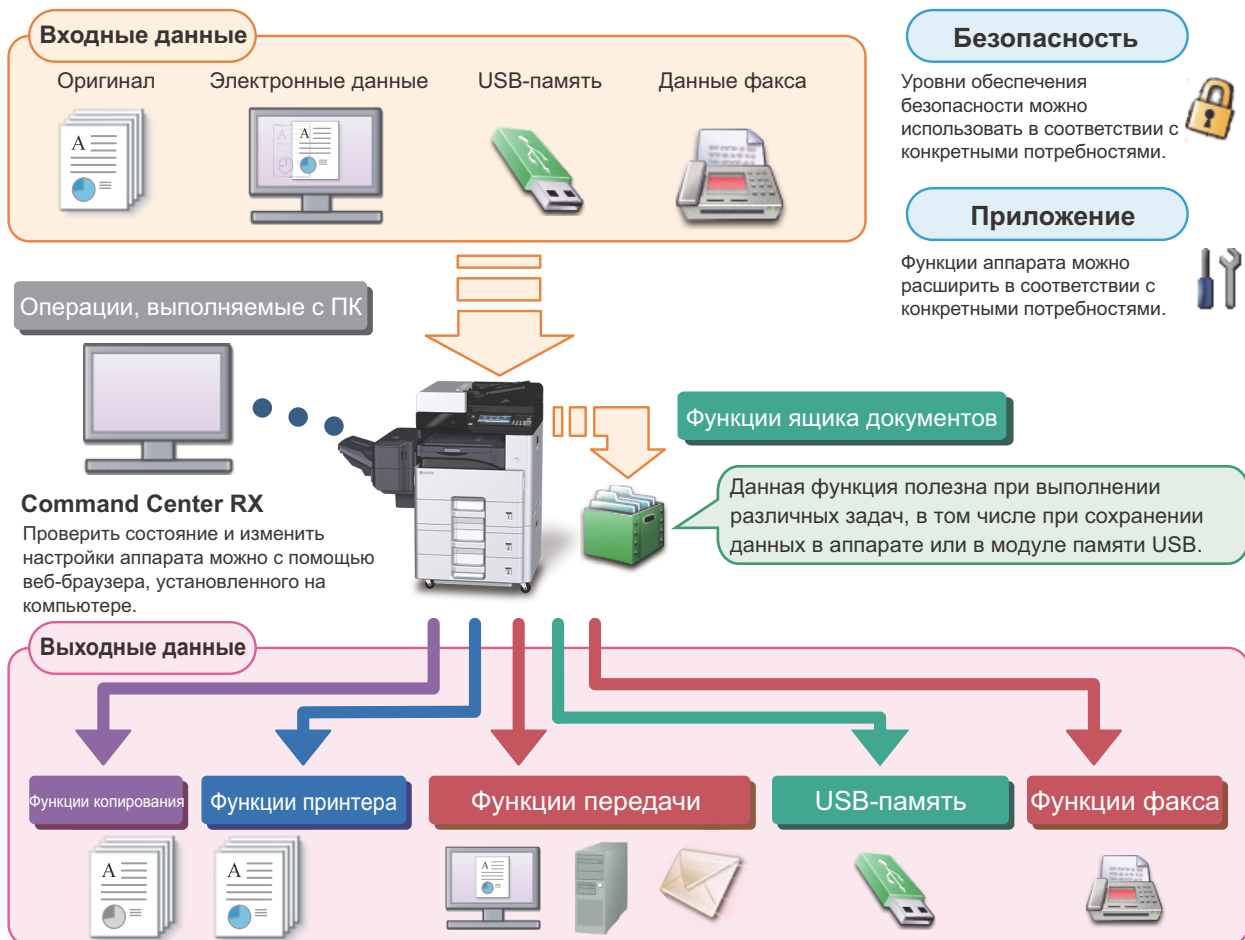 Входные данные
Оригинал
Электронные данные
USB-память
Данные факса
Безопасность
Уровни обеспечения
безопасности можно
использовать в соответствии с
конкретными потребностями.
Приложение
Функции аппарата можно
расширить в соответствии с
конкретными потребностями.
Операции, выполняемые с ПК
Command Center RX
Проверить состояние и изменить
настройки аппарата можно с помощью
веб-браузера, установленного на
компьютере.
Функции ящика документов
Данная функция полезна при выполнении
различных задач, в том числе при сохранении
данных в аппарате или в модуле памяти USB.
Выходные данные
Функции копирования
Функции принтера
Функции передачи
USB-память
Функции факса
A
A
A
A
A